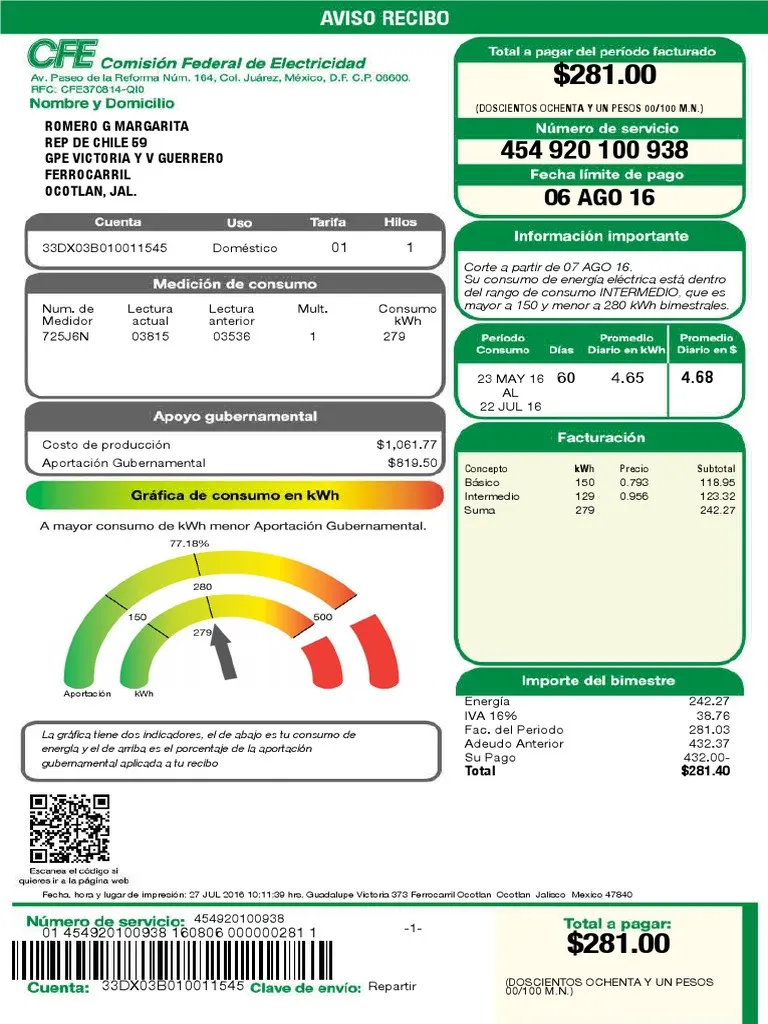 AVISO RECIBO
CFE Comisión Federal de Electricidad
Av. Paseo de la Reforma Núm. 164, Col. Juárez, México, D.F. C.P. 06600.
RFC: CFE370814-QI0
Nombre y Domicilio
ROMERO G MARGARITA
REP DE CHILE 59
GPE VICTORIA Y V GUERRERO
FERROCARRIL
OCOTLAN, JAL.
Total a pagar del período facturado
$281.00
(DOSCIENTOS OCHENTA Y UN PESOS 00/100 M.N.)
Número de servicio
454 920 100 938
Fecha límite de pago
06 AGO 16
Cuenta Uso Tarifa Hilos
33DX03B010011545 Doméstico 01 1
Medición de consumo
Num. de Medidor Lectura actual Lectura anterior Mult. Consumo kWh
725J6N 03815 03536 1 279
Información importante
Corte a partir de 07 AGO 16.
Su consumo de energía eléctrica está dentro
del rango de consumo INTERMEDIO, que es
mayor a 150 y menor a 280 kWh bimestrales.
Período Consumo Días Promedio Diario en kWh Promedio Diario en $
23 MAY 16 60 4.65 4.68
AL
22 JUL 16
Apoyo gubernamental
Costo de producción $1,061.77
Aportación Gubernamental $819.50
Gráfica de consumo en kWh
A mayor consumo de kWh menor Aportación Gubernamental.
77.18%
280
150 500
279
Aportación kWh
La gráfica tiene dos indicadores, el de abajo es tu consumo de
energía y el de arriba es el porcentaje de la aportación
gubernamental aplicada a tu recibo
Facturación
Concepto kWh Precio Subtotal
Básico 150 0.793 118.95
Intermedio 129 0.956 123.32
Suma 279 242.27
Importe del bimestre
Energía 242.27
IVA 16% 38.76
Fac. del Periodo 281.03
Adeudo Anterior 432.37
Su Pago 432.00-
Total $281.40
Escanea el código si
quieres ir a la página web
Fecha, hora y lugar de impresión: 27 JUL 2016 10:11:39 hrs. Guadalupe Victoria 373 Ferrocarril Ocotlan Ocotlan Jalisco Mexico 47840
Número de servicio: 454920100938
01 454920100938 160806 000000281 1
-1-
Cuenta: 33DX03B010011545 Clave de envío: Repartir
Total a pagar:
$281.00
(DOSCIENTOS OCHENTA Y UN PESOS
00/100 M.N.)